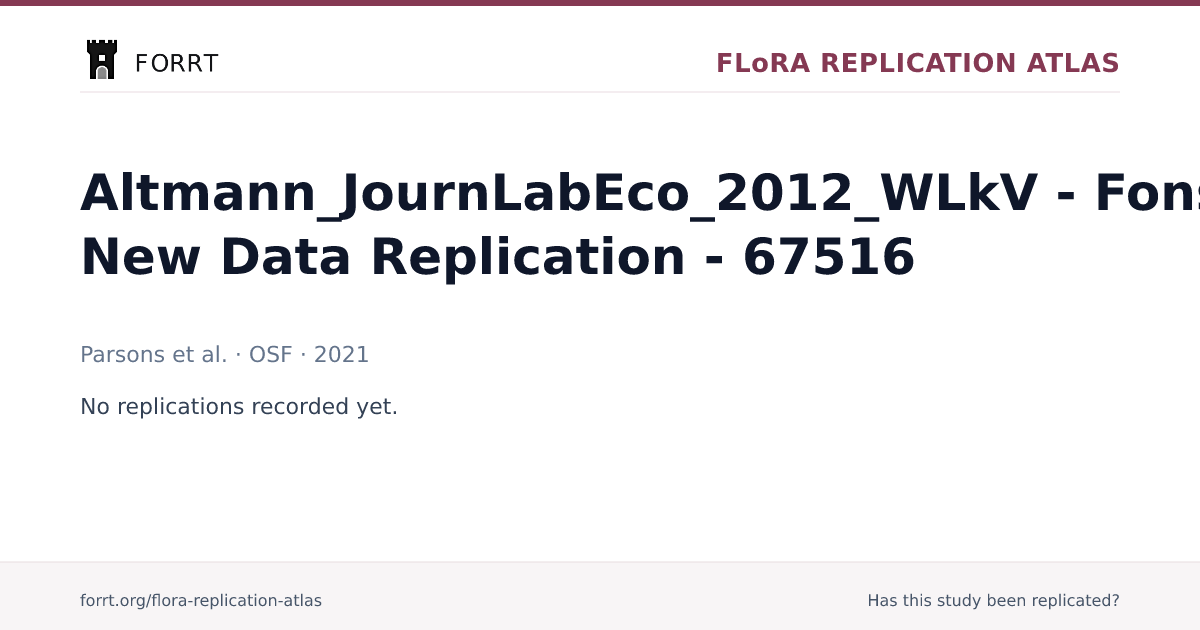 FORRT
FLoRA REPLICATION ATLAS
Altmann_JournLabEco_2012_WLkV - Fons
New Data Replication - 67516
Parsons et al. · OSF · 2021
No replications recorded yet.
forrt.org/flora-replication-atlas
Has this study been replicated?